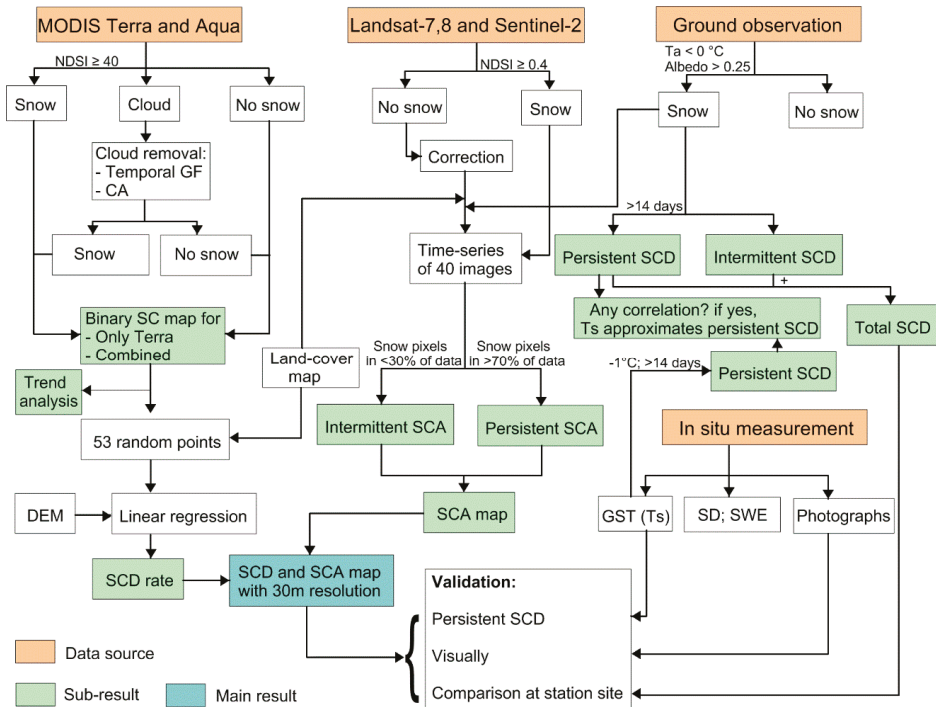 MODIS Terra and Aqua
Landsat-7,8 and Sentinel-2
Ground observation
NDSI ≥ 40
NDSI ≥ 0.4
Ta < 0 °C
Albedo > 0.25
Snow
Cloud
No snow
No snow
Snow
Snow
No snow
Cloud removal:
- Temporal GF
- CA
Correction
>14 days
Snow
No snow
Time-series
of 40 images
Persistent SCD
Intermittent SCD
+
Binary SC map for
- Only Terra
- Combined
Any correlation? if yes,
Ts approximates persistent SCD
Total SCD
Land-cover
map
Snow pixels
in <30% of data
Snow pixels
in >70% of data
-1°C; >14 days
Persistent SCD
Trend
analysis
53 random points
Intermittent SCA
Persistent SCA
In situ measurement
DEM
Linear regression
SCA map
GST (Ts)
SD; SWE
Photographs
SCD rate
SCD and SCA map
with 30m resolution
Validation:
Persistent SCD
Visually
Comparison at station site
Data source
Sub-result
Main result